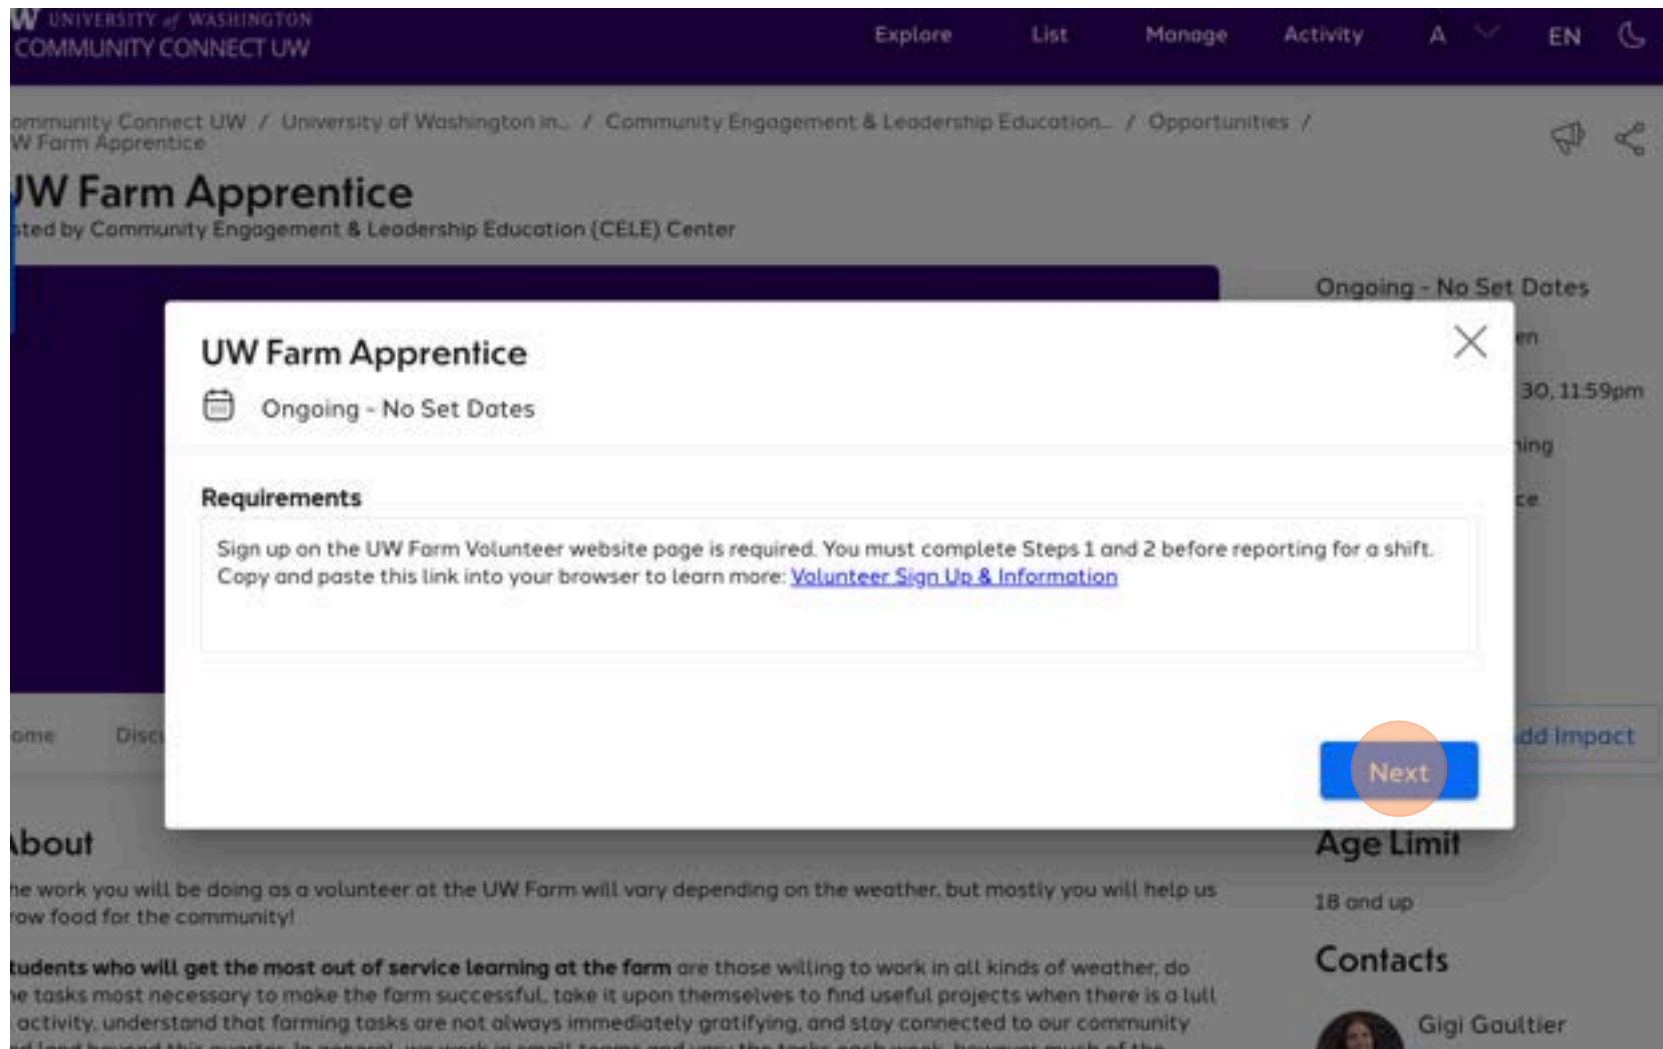 W UNIVERSITY of WASHINGTON
COMMUNITY CONNECT UW
Explore List Manage Activity A EN
ommunity Connect UW / University of Washington in... / Community Engagement & Leadership Education... / Opportunities /
W Farm Apprentice
UW Farm Apprentice
sted by Community Engagement & Leadership Education (CELE) Center
Ongoing - No Set Dates
en
30, 11:59pm
ning
ce
UW Farm Apprentice
Ongoing - No Set Dates
Requirements
Sign up on the UW Farm Volunteer website page is required. You must complete Steps 1 and 2 before reporting for a shift.
Copy and paste this link into your browser to learn more: Volunteer Sign Up & Information
Next
ome Discu
dd Impact
About
he work you will be doing as a volunteer at the UW Farm will vary depending on the weather, but mostly you will help us
row food for the community!
tudents who will get the most out of service learning at the farm are those willing to work in all kinds of weather, do
he tasks most necessary to make the farm successful, take it upon themselves to find useful projects when there is a lull
activity, understand that farming tasks are not always immediately gratifying, and stay connected to our community
Age Limit
18 and up
Contacts
Gigi Gaultier